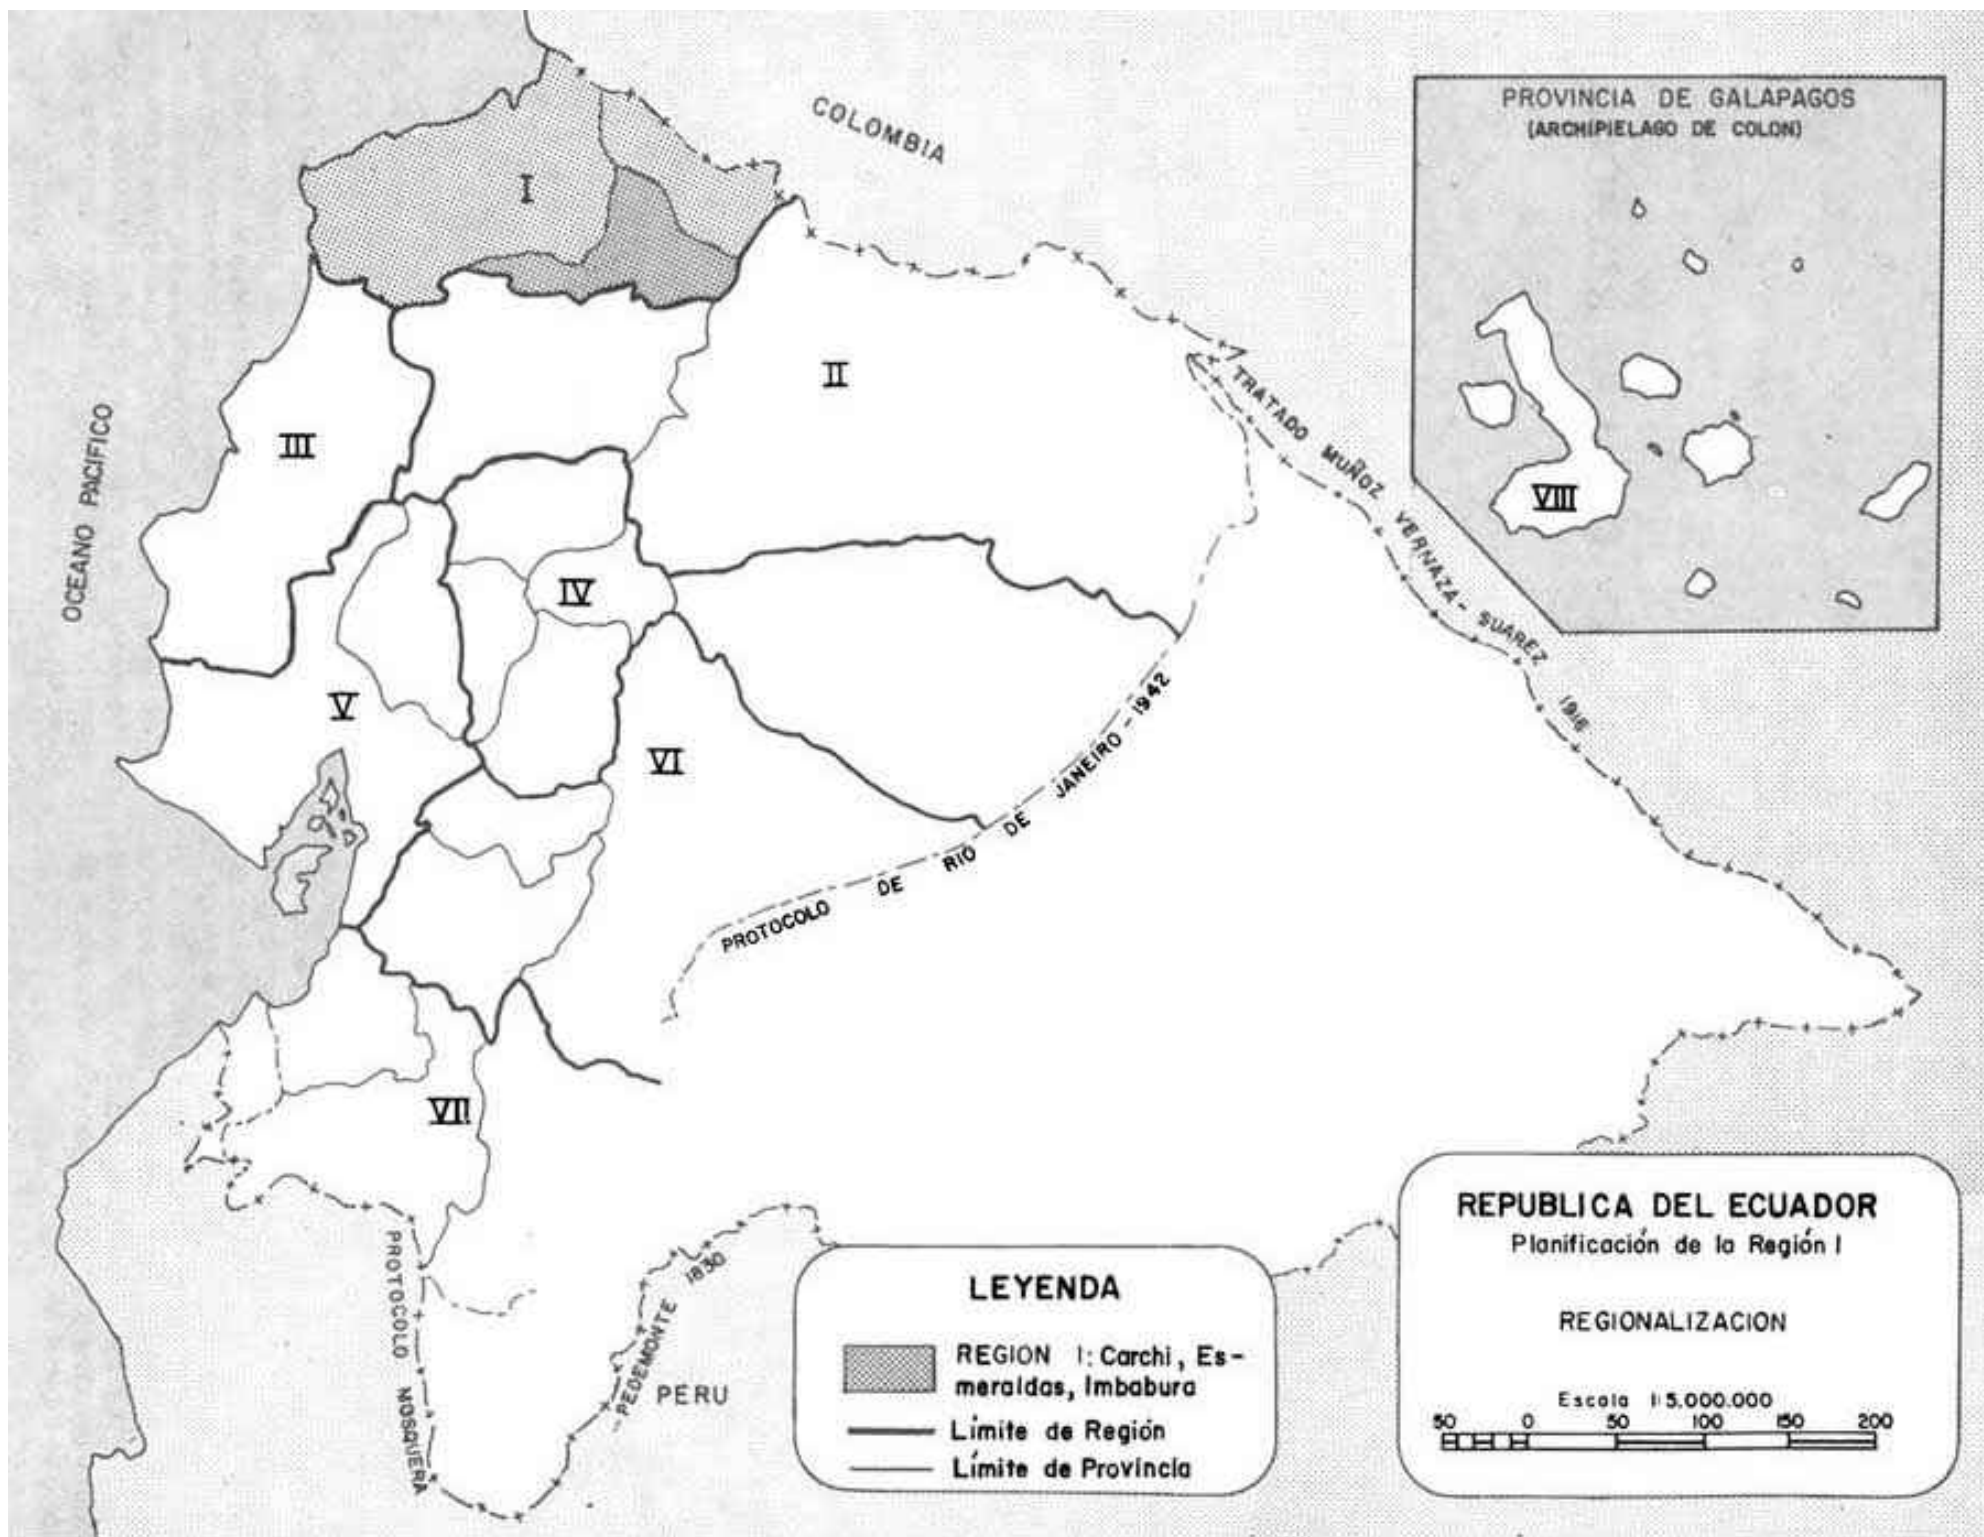 COLOMBIA
PROVINCIA DE GALAPAGOS
(ARCHIPIELAGO DE COLON)
I
II
III
IV
V
VI
VII
VIII
OCEANO PACIFICO
TRATADO MUÑOZ VERNAZA - SUAREZ 1916
PROTOCOLO DE RIO DE JANEIRO - 1942
PROTOCOLO MOSQUERA
- PEDEMONTE 1830
PERU
LEYENDA
REGION I: Carchi, Es-
meraldas, Imbabura
Límite de Región
Límite de Provincia
REPUBLICA DEL ECUADOR
Planificación de la Región I
REGIONALIZACION
Escala 1:5.000.000
50 0 50 100 150 200